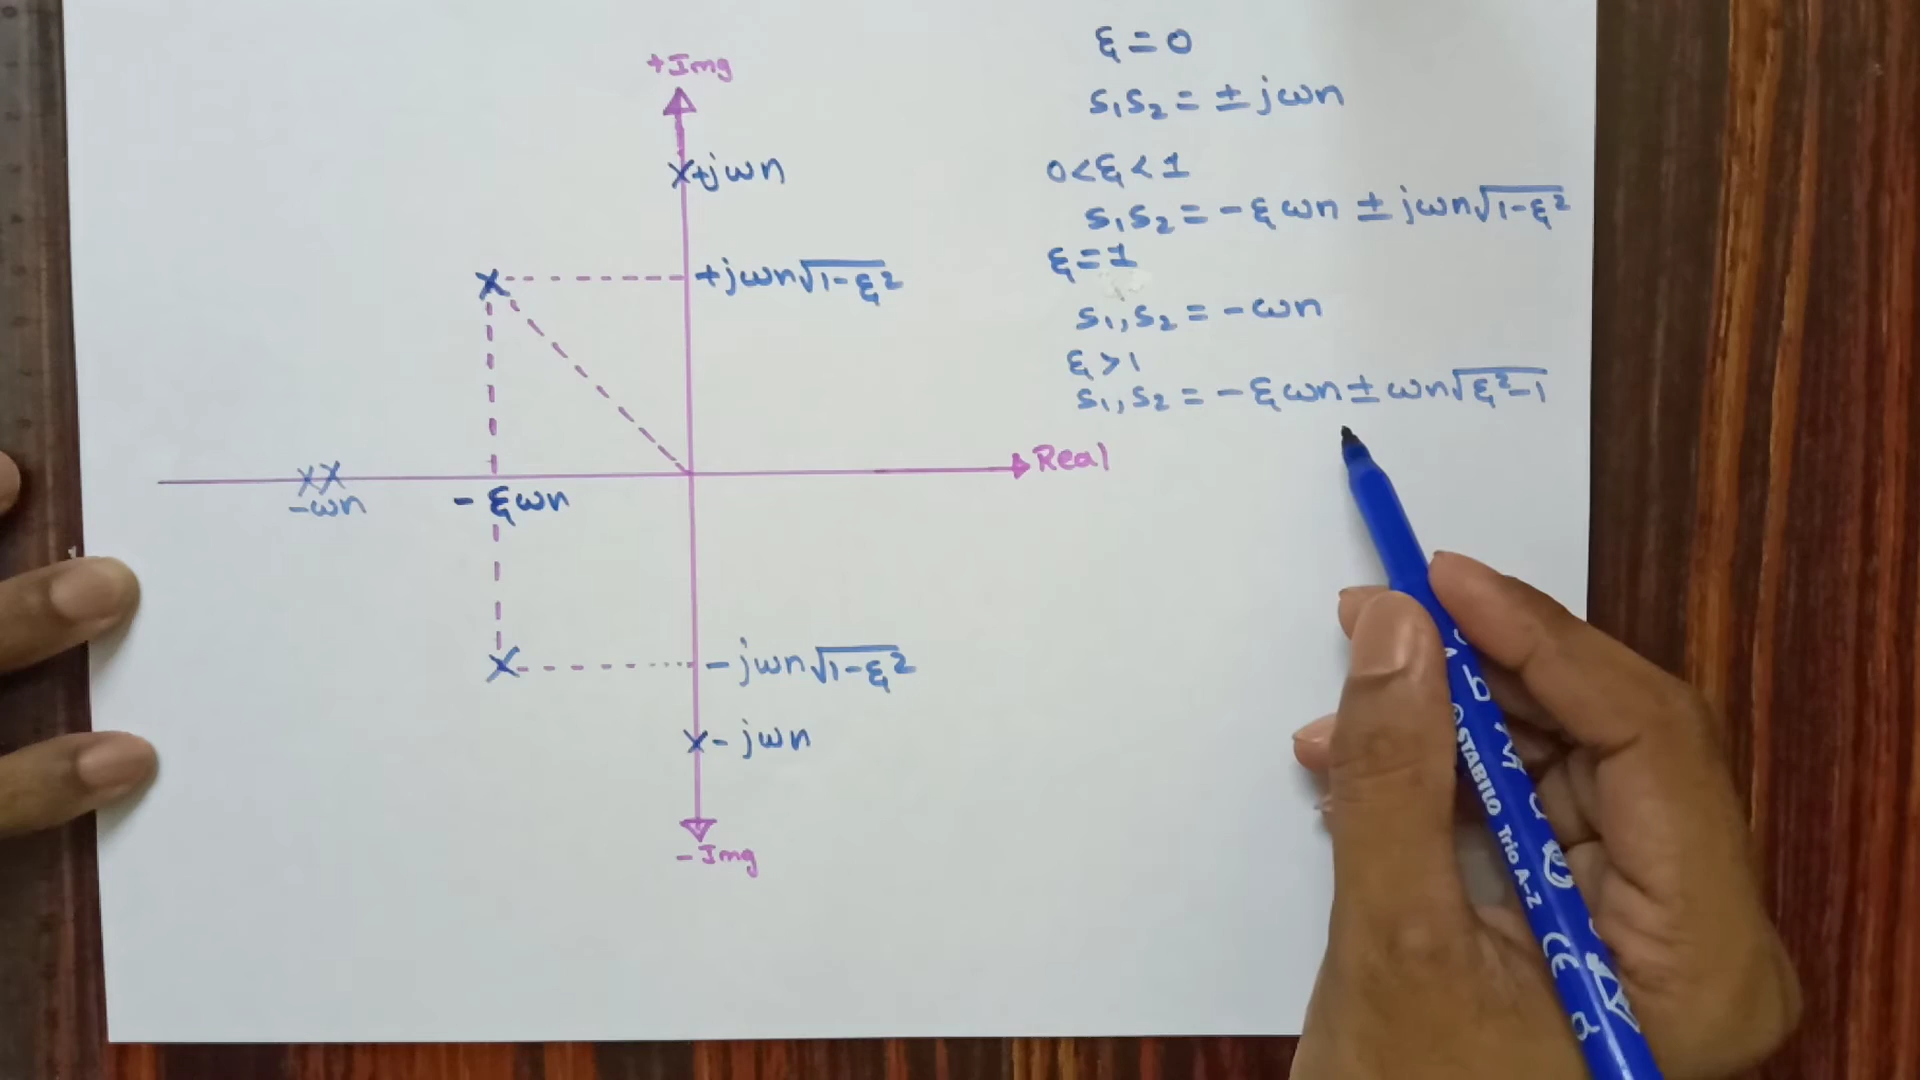 +Img
+jωn
+jωn√1-ξ²
-ωn
-ξωn
Real
-jωn√1-ξ²
-jωn
-Img
ξ=0
s₁s₂=±jωn
0<ξ<1
s₁s₂=-ξωn±jωn√1-ξ²
ξ=1
s₁,s₂=-ωn
ξ>1
s₁,s₂=-ξωn±ωn√ξ²-1
STABILO Trio A-Z